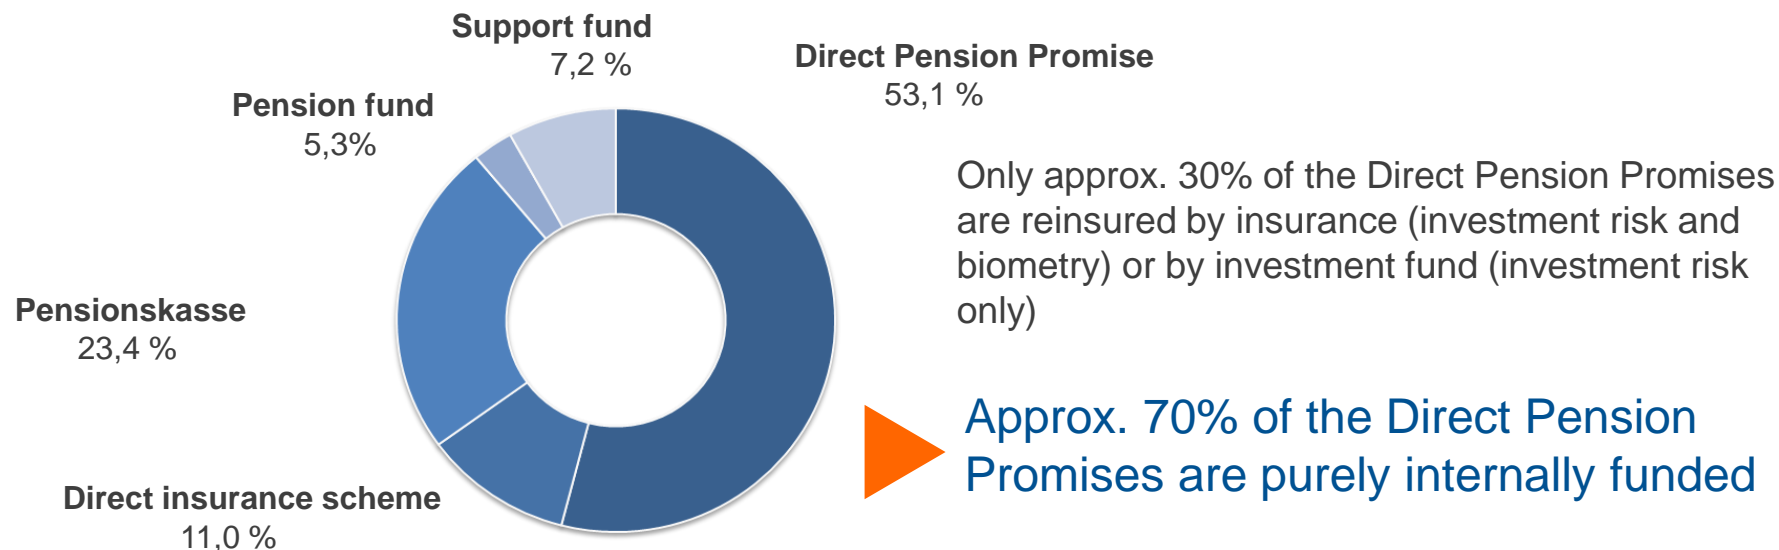 Support fund
7,2 %
Direct Pension Promise
53,1 %
Pension fund
5,3%
Only approx. 30% of the Direct Pension Promises
are reinsured by insurance (investment risk and
biometry) or by investment fund (investment risk
only)
Pensionskasse
23,4 %
Approx. 70% of the Direct Pension
Promises are purely internally funded
Direct insurance scheme
11,0 %